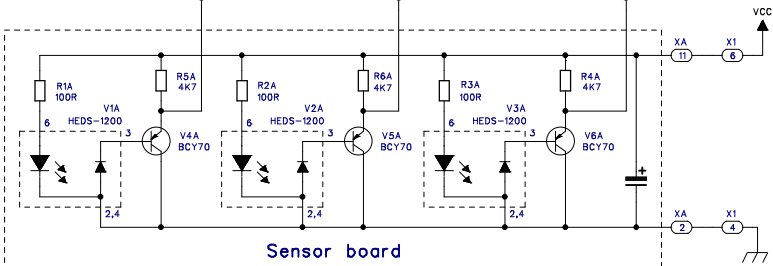 VCC
XA X1
11 6
R1A
100R
R5A
4K7
R2A
100R
R6A
4K7
R3A
100R
R4A
4K7
V1A
HEDS-1200
V2A
HEDS-1200
V3A
HEDS-1200
6 3
V4A
BCY70
6 3
V5A
BCY70
6 3
V6A
BCY70
+
2,4 2,4 2,4
XA X1
2 4
Sensor board